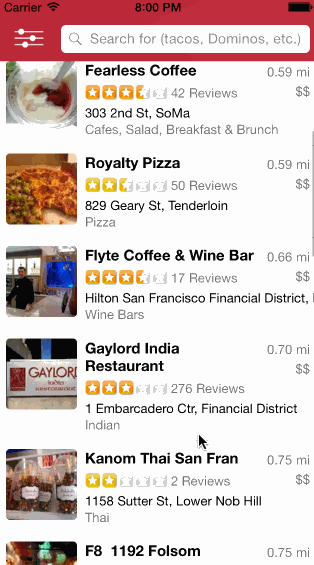 Carrier 8:00 PM
Search for (tacos, Dominos, etc.)
Fearless Coffee 0.59 mi
42 Reviews $$
303 2nd St, SoMa
Cafes, Salad, Breakfast & Brunch
Royalty Pizza 0.59 mi
50 Reviews $$
829 Geary St, Tenderloin
Pizza
Flyte Coffee & Wine Bar 0.66 mi
17 Reviews $$
Hilton San Francisco Financial District,
Wine Bars
Gaylord India 0.70 mi
Restaurant $$
276 Reviews
GAYLORD
1 Embarcadero Ctr, Financial District
Indian
Kanom Thai San Fran 0.75 mi
2 Reviews $$
1158 Sutter St, Lower Nob Hill
Thai
F8 1192 Folsom 0.75 mi